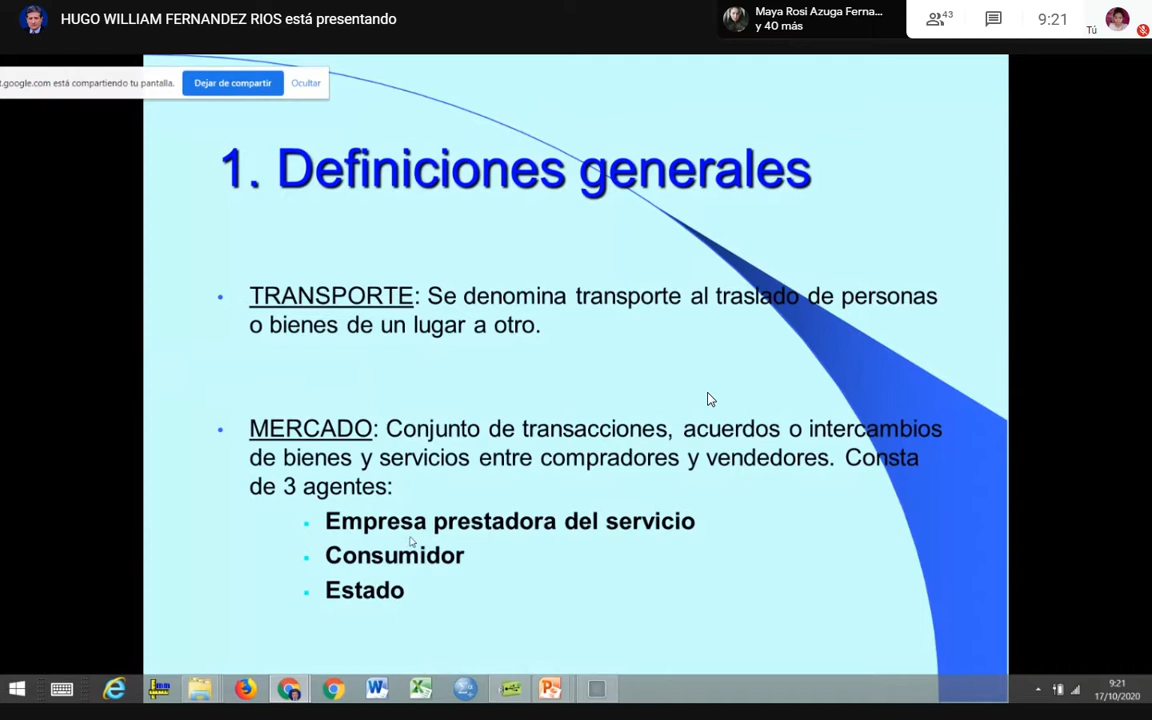 HUGO WILLIAM FERNANDEZ RIOS está presentando
Maya Rosi Azuga Ferna...
y 40 más
43
9:21
Tú
t.google.com está compartiendo tu pantalla.
Dejar de compartir
Ocultar
1. Definiciones generales
• TRANSPORTE: Se denomina transporte al traslado de personas
o bienes de un lugar a otro.
• MERCADO: Conjunto de transacciones, acuerdos o intercambios
de bienes y servicios entre compradores y vendedores. Consta
de 3 agentes:
▪ Empresa prestadora del servicio
▪ Consumidor
▪ Estado
9:21
17/10/2020